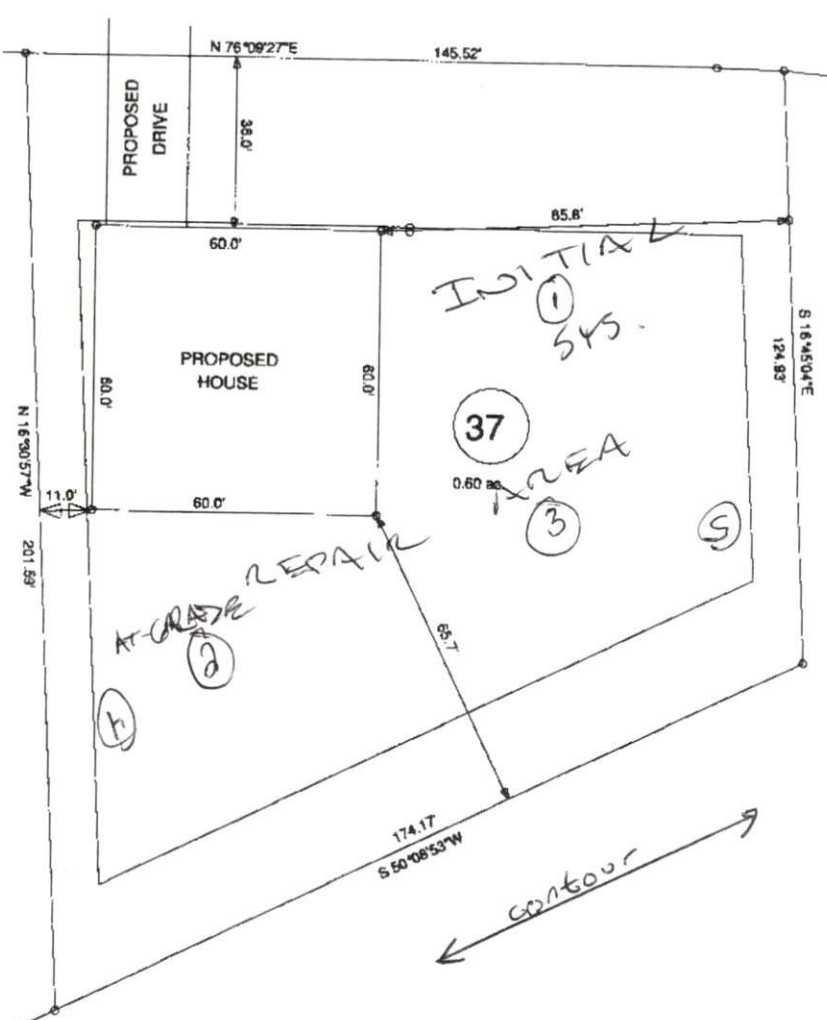 N 76°09'27"E
145.52'
PROPOSED
DRIVE
38.0'
85.8'
60.0'
INITIAL
1
SYS.
S 16°45'04"E
124.93'
PROPOSED
HOUSE
60.0'
60.0'
37
N 16°30'57"W
201.59'
AREA
0.60 ac
11.0'
60.0'
3
5
REPAIR
AT-GRADE
2
65.7
4
174.17'
S 50°08'53"W
contour